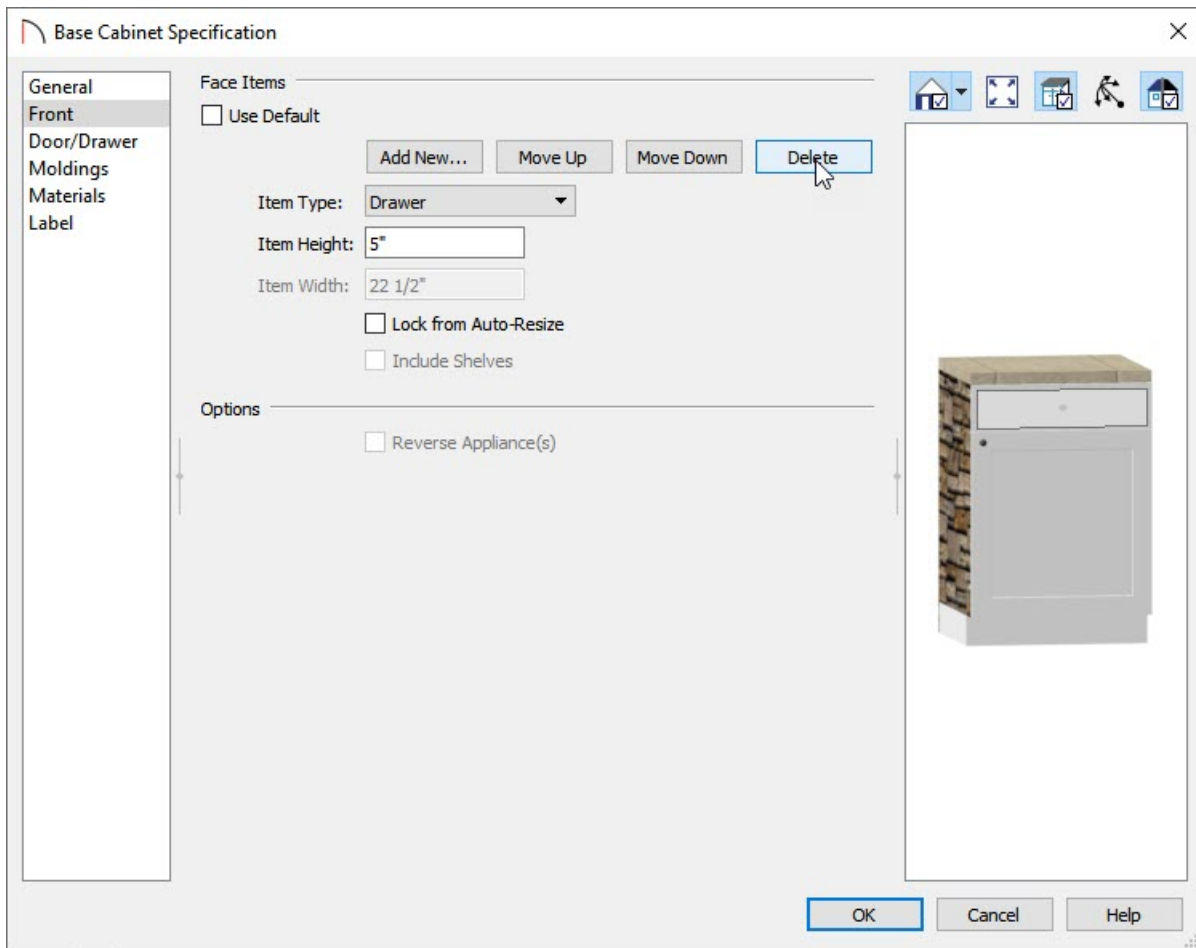 Base Cabinet Specification
General
Front
Door/Drawer
Moldings
Materials
Label
Face Items
Use Default
Add New... Move Up Move Down Delete
Item Type: Drawer
Item Height: 5"
Item Width: 22 1/2"
Lock from Auto-Resize
Include Shelves
Options
Reverse Appliance(s)
OK Cancel Help